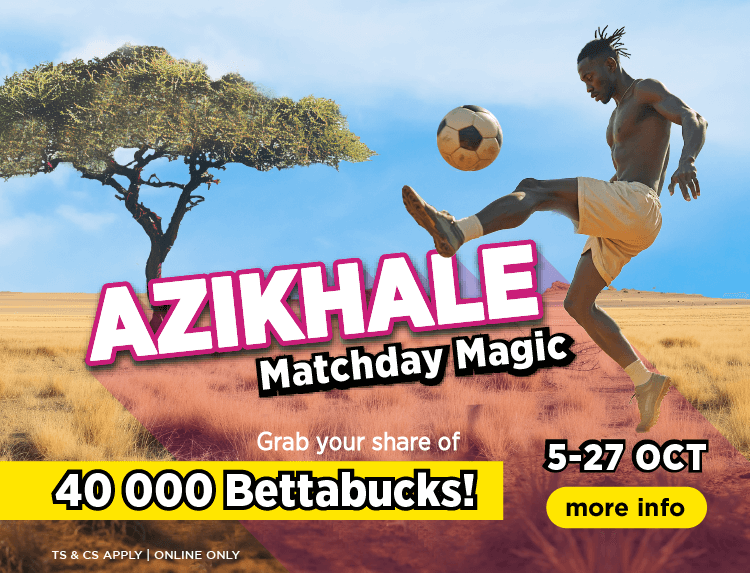 AZIKHALE
Matchday Magic
Grab your share of
40 000 Bettabucks!
5-27 OCT
more info
TS & CS APPLY | ONLINE ONLY